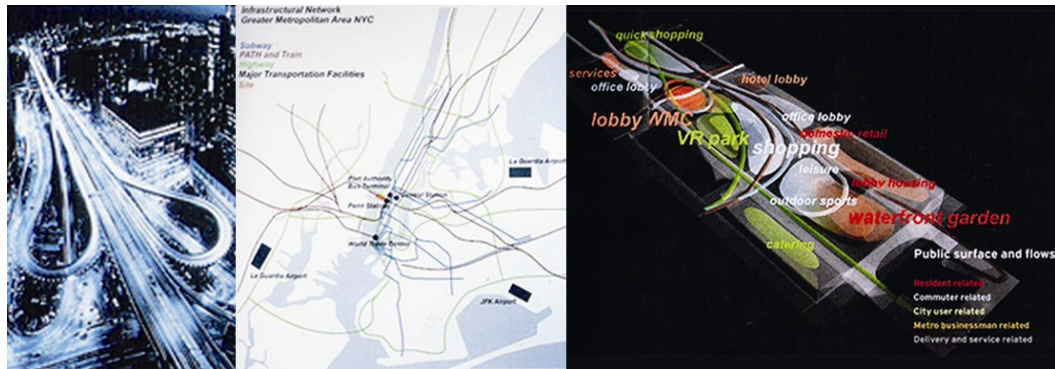 Infrastructural Network
Greater Metropolitan Area NYC
Subway
PATH and Train
Highway
Major Transportation Facilities
Site
La Guardia Airport
Port Authority
Bus Terminal
Penn Station
World Trade Center
La Guardia Airport
JFK Airport
quick shopping
services
office lobby
hotel lobby
lobby NMC
office lobby
VR park
domestic retail
shopping
leisure
lobby housing
outdoor sports
waterfront garden
catering
Public surface and flows
Resident related
Commuter related
City user related
Metro businessman related
Delivery and service related